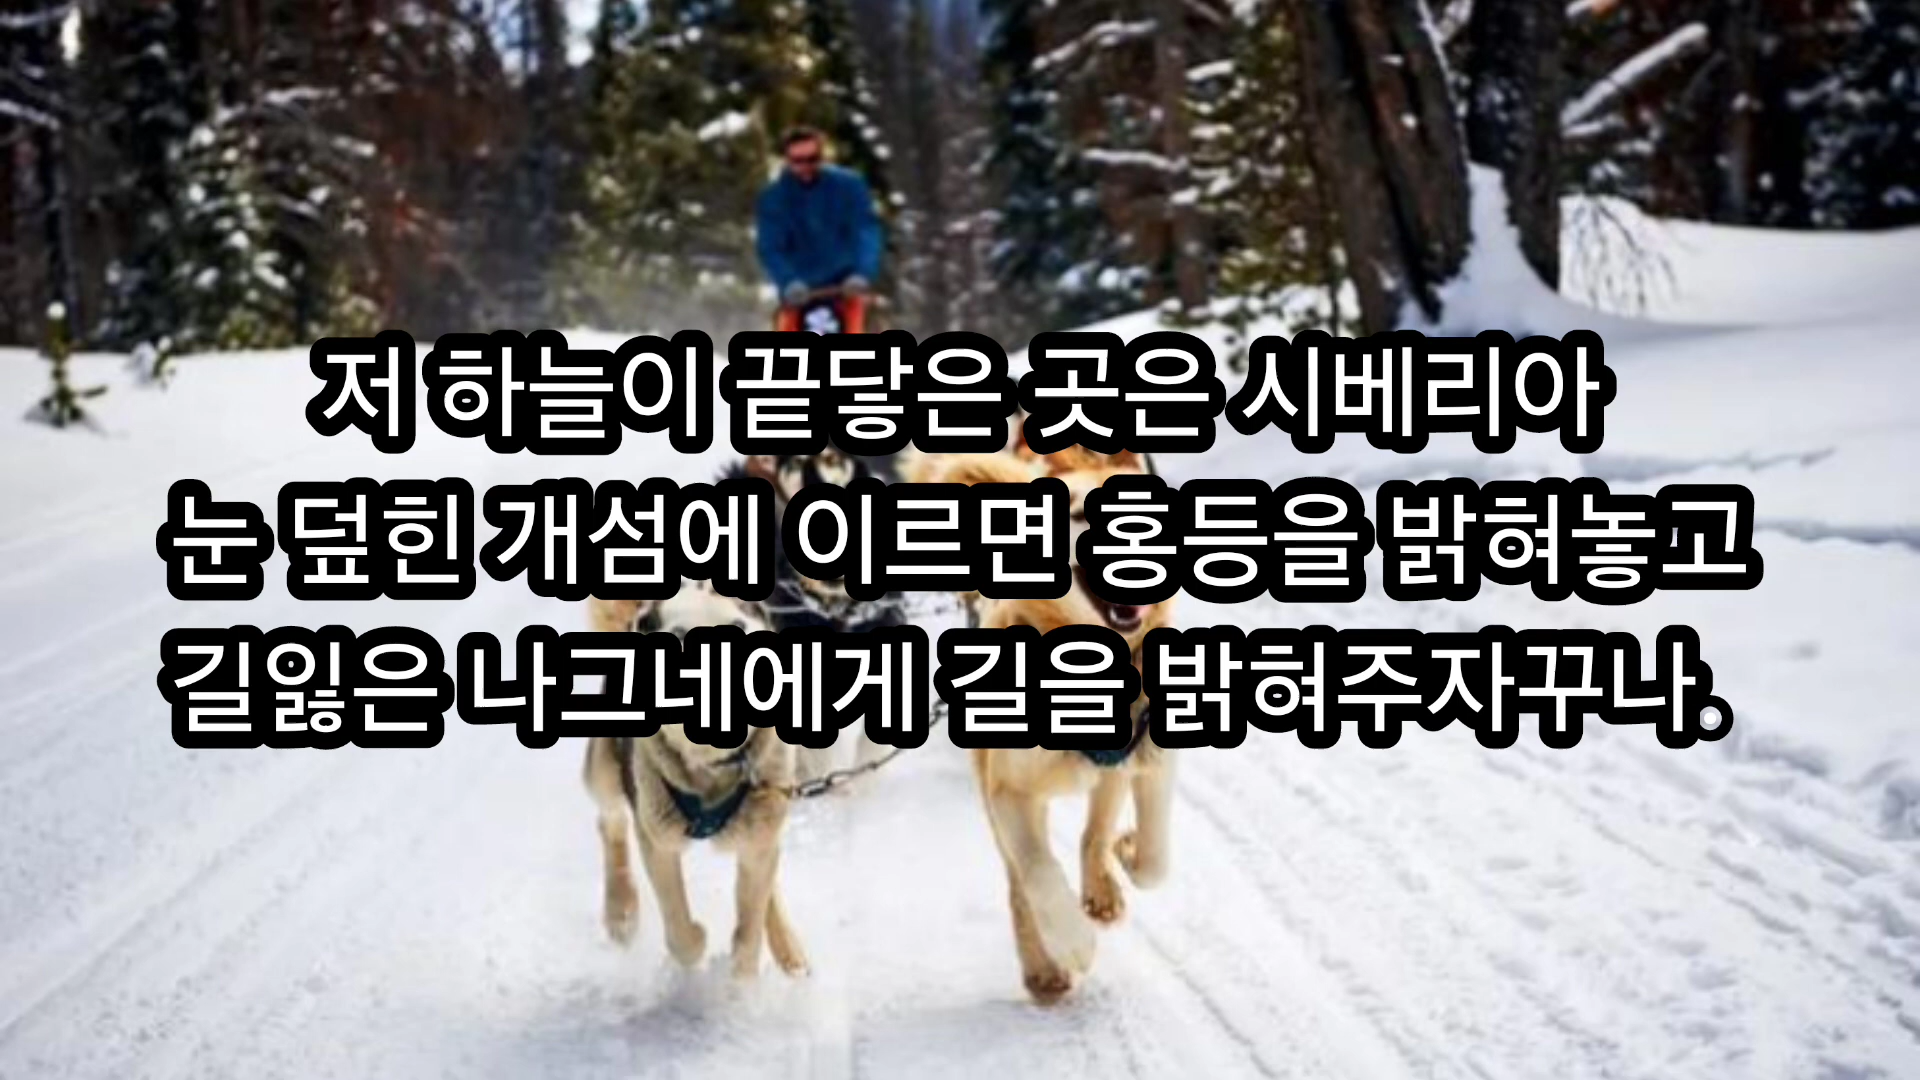 저 하늘이 끝닿은 곳은 시베리아
눈 덮힌 개섬에 이르면 홍등을 밝혀놓고
길잃은 나그네에게 길을 밝혀주자꾸나.